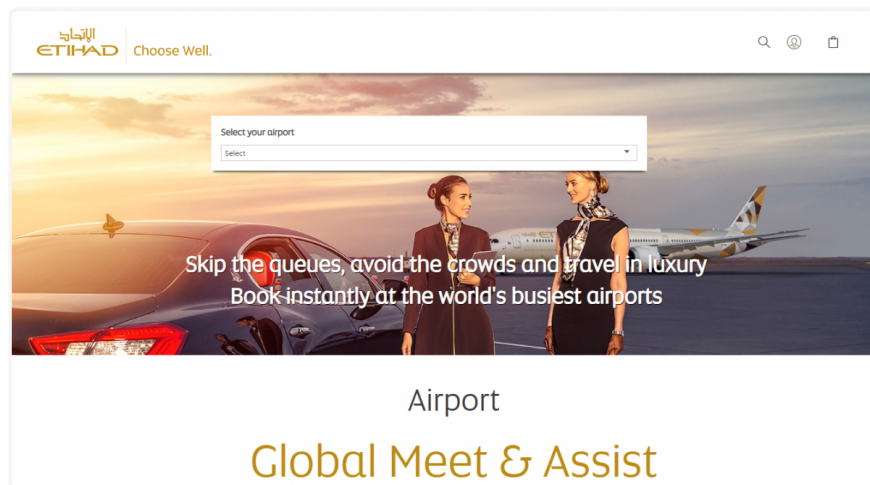 الإتحاد
ETIHAD
Choose Well.
Select your airport
Select
Skip the queues, avoid the crowds and travel in luxury
Book instantly at the world's busiest airports
Airport
Global Meet & Assist